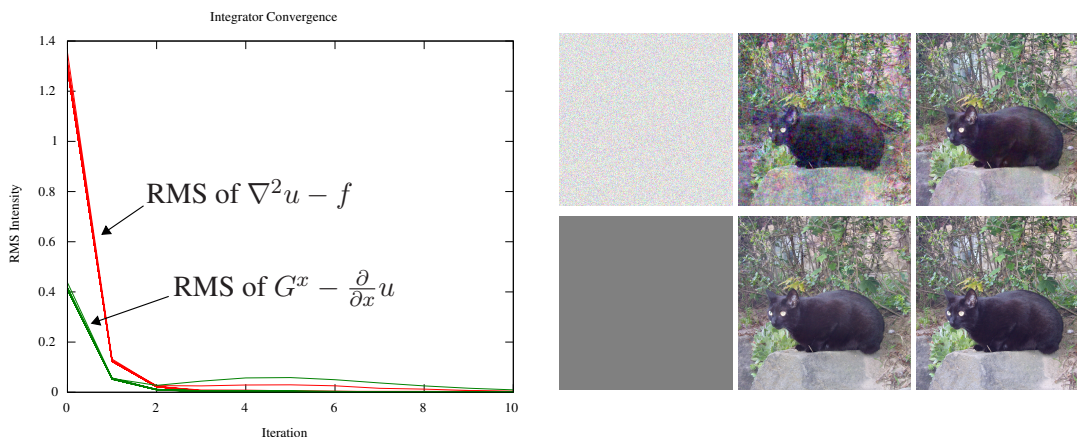 Integrator Convergence
1.4
1.2
1
0.8
0.6
0.4
0.2
0
RMS Intensity
RMS of ∇²u − f
RMS of Gˣ − ∂/∂x u
0 2 4 6 8 10
Iteration